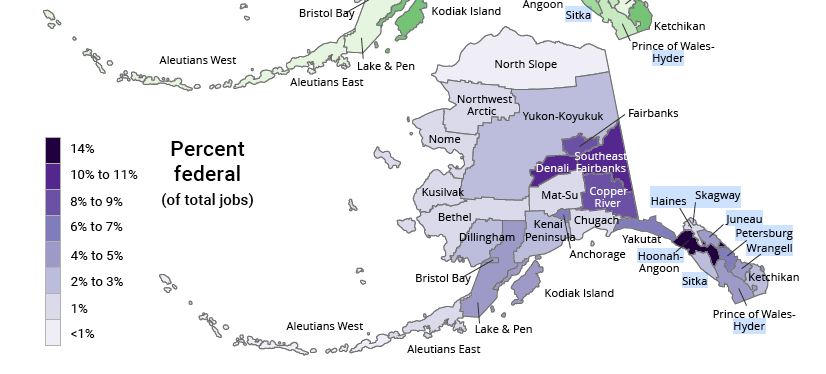 Bristol Bay
Kodiak Island
Angoon
Sitka
Ketchikan
Prince of Wales-
Hyder
Aleutians West
Lake & Pen
Aleutians East
North Slope
Northwest
Arctic
Yukon-Koyukuk
Fairbanks
Nome
Percent
federal
(of total jobs)
14%
10% to 11%
8% to 9%
6% to 7%
4% to 5%
2% to 3%
1%
<1%
Denali
Southeast
Fairbanks
Kusilvak
Mat-Su
Copper
River
Bethel
Dillingham
Kenai
Peninsula
Chugach
Anchorage
Yakutat
Haines
Skagway
Juneau
Petersburg
Wrangell
Hoonah-
Angoon
Sitka
Ketchikan
Prince of Wales-
Hyder
Bristol Bay
Kodiak Island
Lake & Pen
Aleutians West
Aleutians East